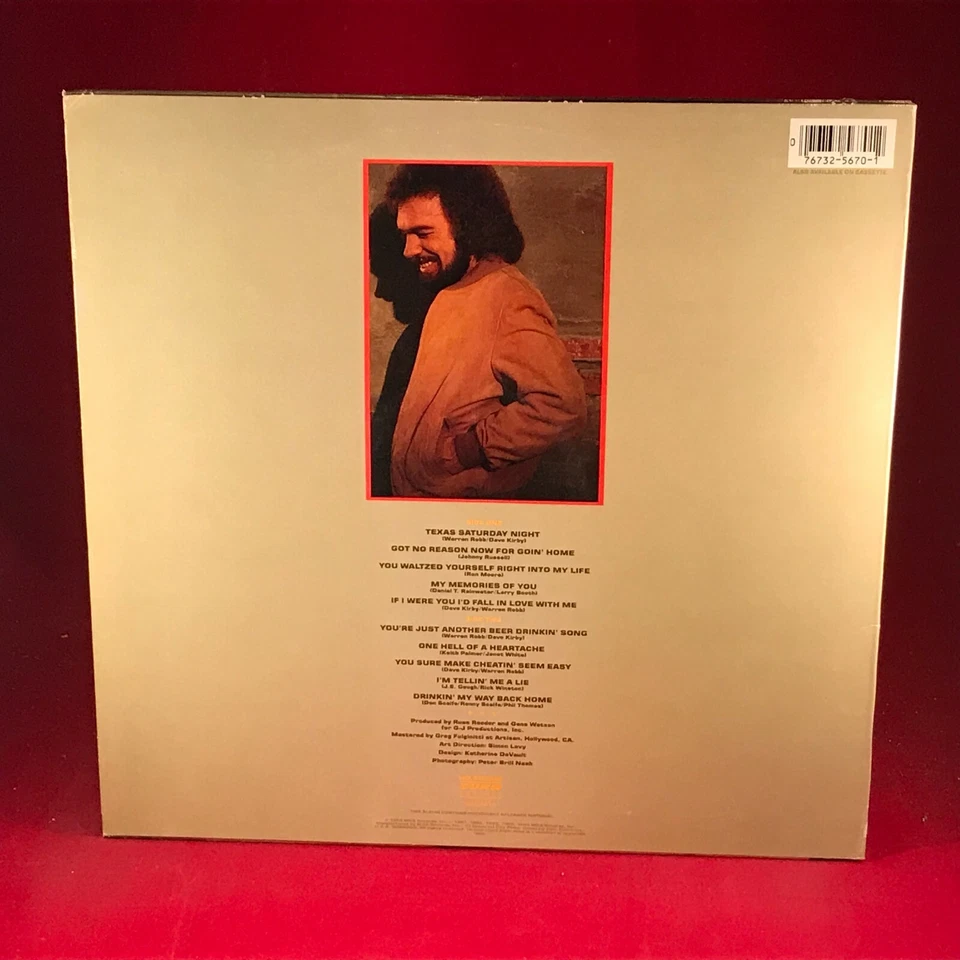 0
76732-5670-1
ALSO AVAILABLE ON CASSETTE
TEXAS SATURDAY NIGHT
(Warren Robb/Dave Kirby)
GOT NO REASON NOW FOR GOIN' HOME
(Johnny Russell)
YOU WALTZED YOURSELF RIGHT INTO MY LIFE
(Ron Moore)
MY MEMORIES OF YOU
(Daniel T. Rainwater/Larry Booth)
IF I WERE YOU I'D FALL IN LOVE WITH ME
(Dave Kirby/Warren Robb)
YOU'RE JUST ANOTHER BEER DRINKIN' SONG
(Warren Robb/Dave Kirby)
ONE HELL OF A HEARTACHE
(Keith Palmer/Janet White)
YOU SURE MAKE CHEATIN' SEEM EASY
(Dave Kirby/Warren Robb)
I'M TELLIN' ME A LIE
(J.B. Gough/Rick Winston)
DRINKIN' MY WAY BACK HOME
(Don Scaife/Ronny Scaife/Phil Thomas)
Produced by Russ Reeder and Gene Watson
for G-J Productions, Inc.
Mastered by Greg Fulginiti at Artisan, Hollywood, CA.
Art Direction: Simon Levy
Design: Katherine DeVault
Photography: Peter Brill Nash